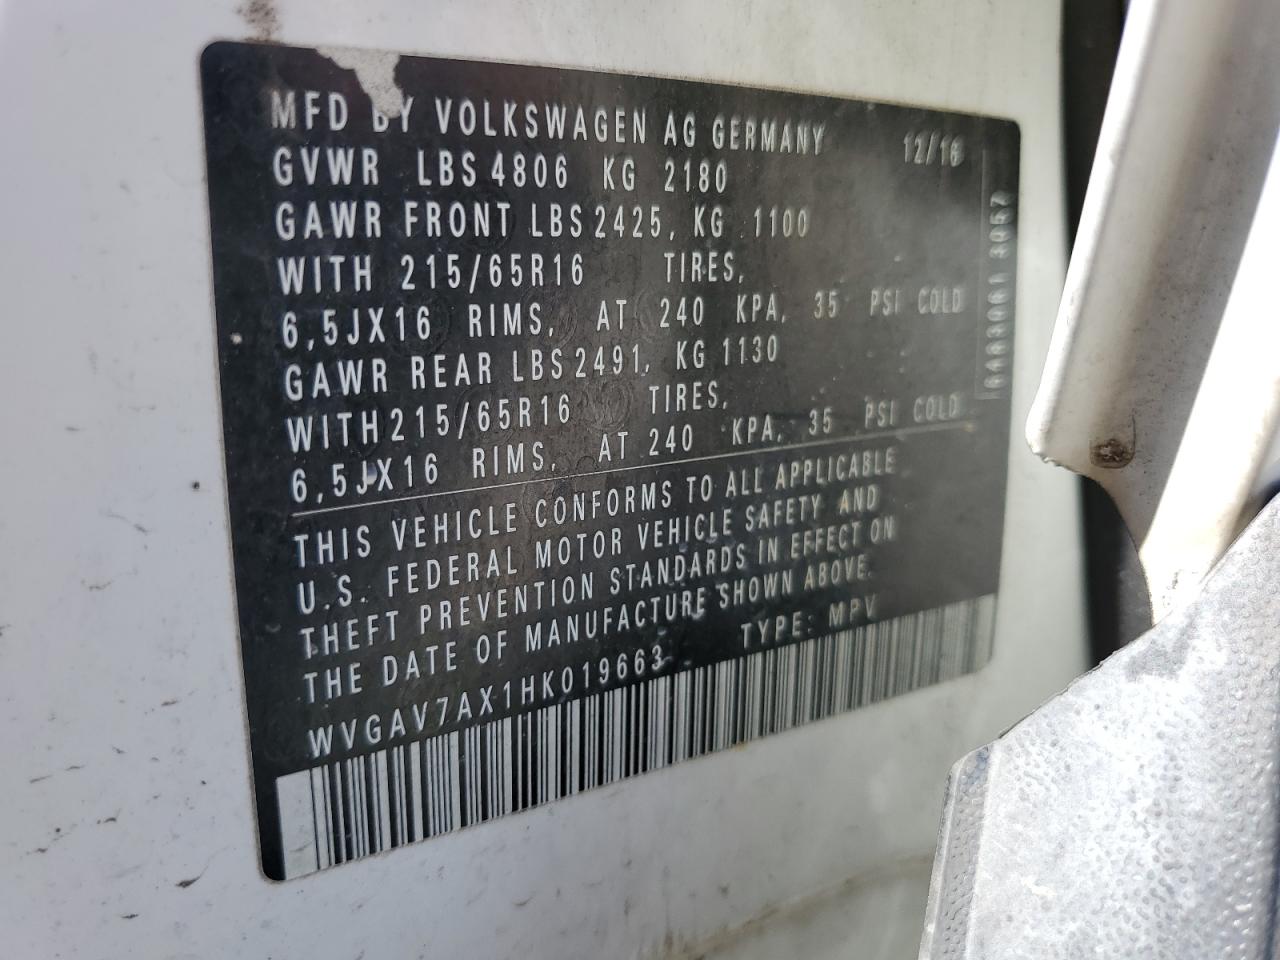 MFD BY VOLKSWAGEN AG GERMANY 12/16
GVWR LBS 4806 KG 2180
GAWR FRONT LBS 2425, KG 1100
WITH 215/65R16 TIRES,
6,5JX16 RIMS, AT 240 KPA, 35 PSI COLD
GAWR REAR LBS 2491, KG 1130
WITH 215/65R16 TIRES,
6,5JX16 RIMS, AT 240 KPA, 35 PSI COLD
THIS VEHICLE CONFORMS TO ALL APPLICABLE
U.S. FEDERAL MOTOR VEHICLE SAFETY AND
THEFT PREVENTION STANDARDS IN EFFECT ON
THE DATE OF MANUFACTURE SHOWN ABOVE.
WVGAV7AX1HK019663 TYPE: MPV